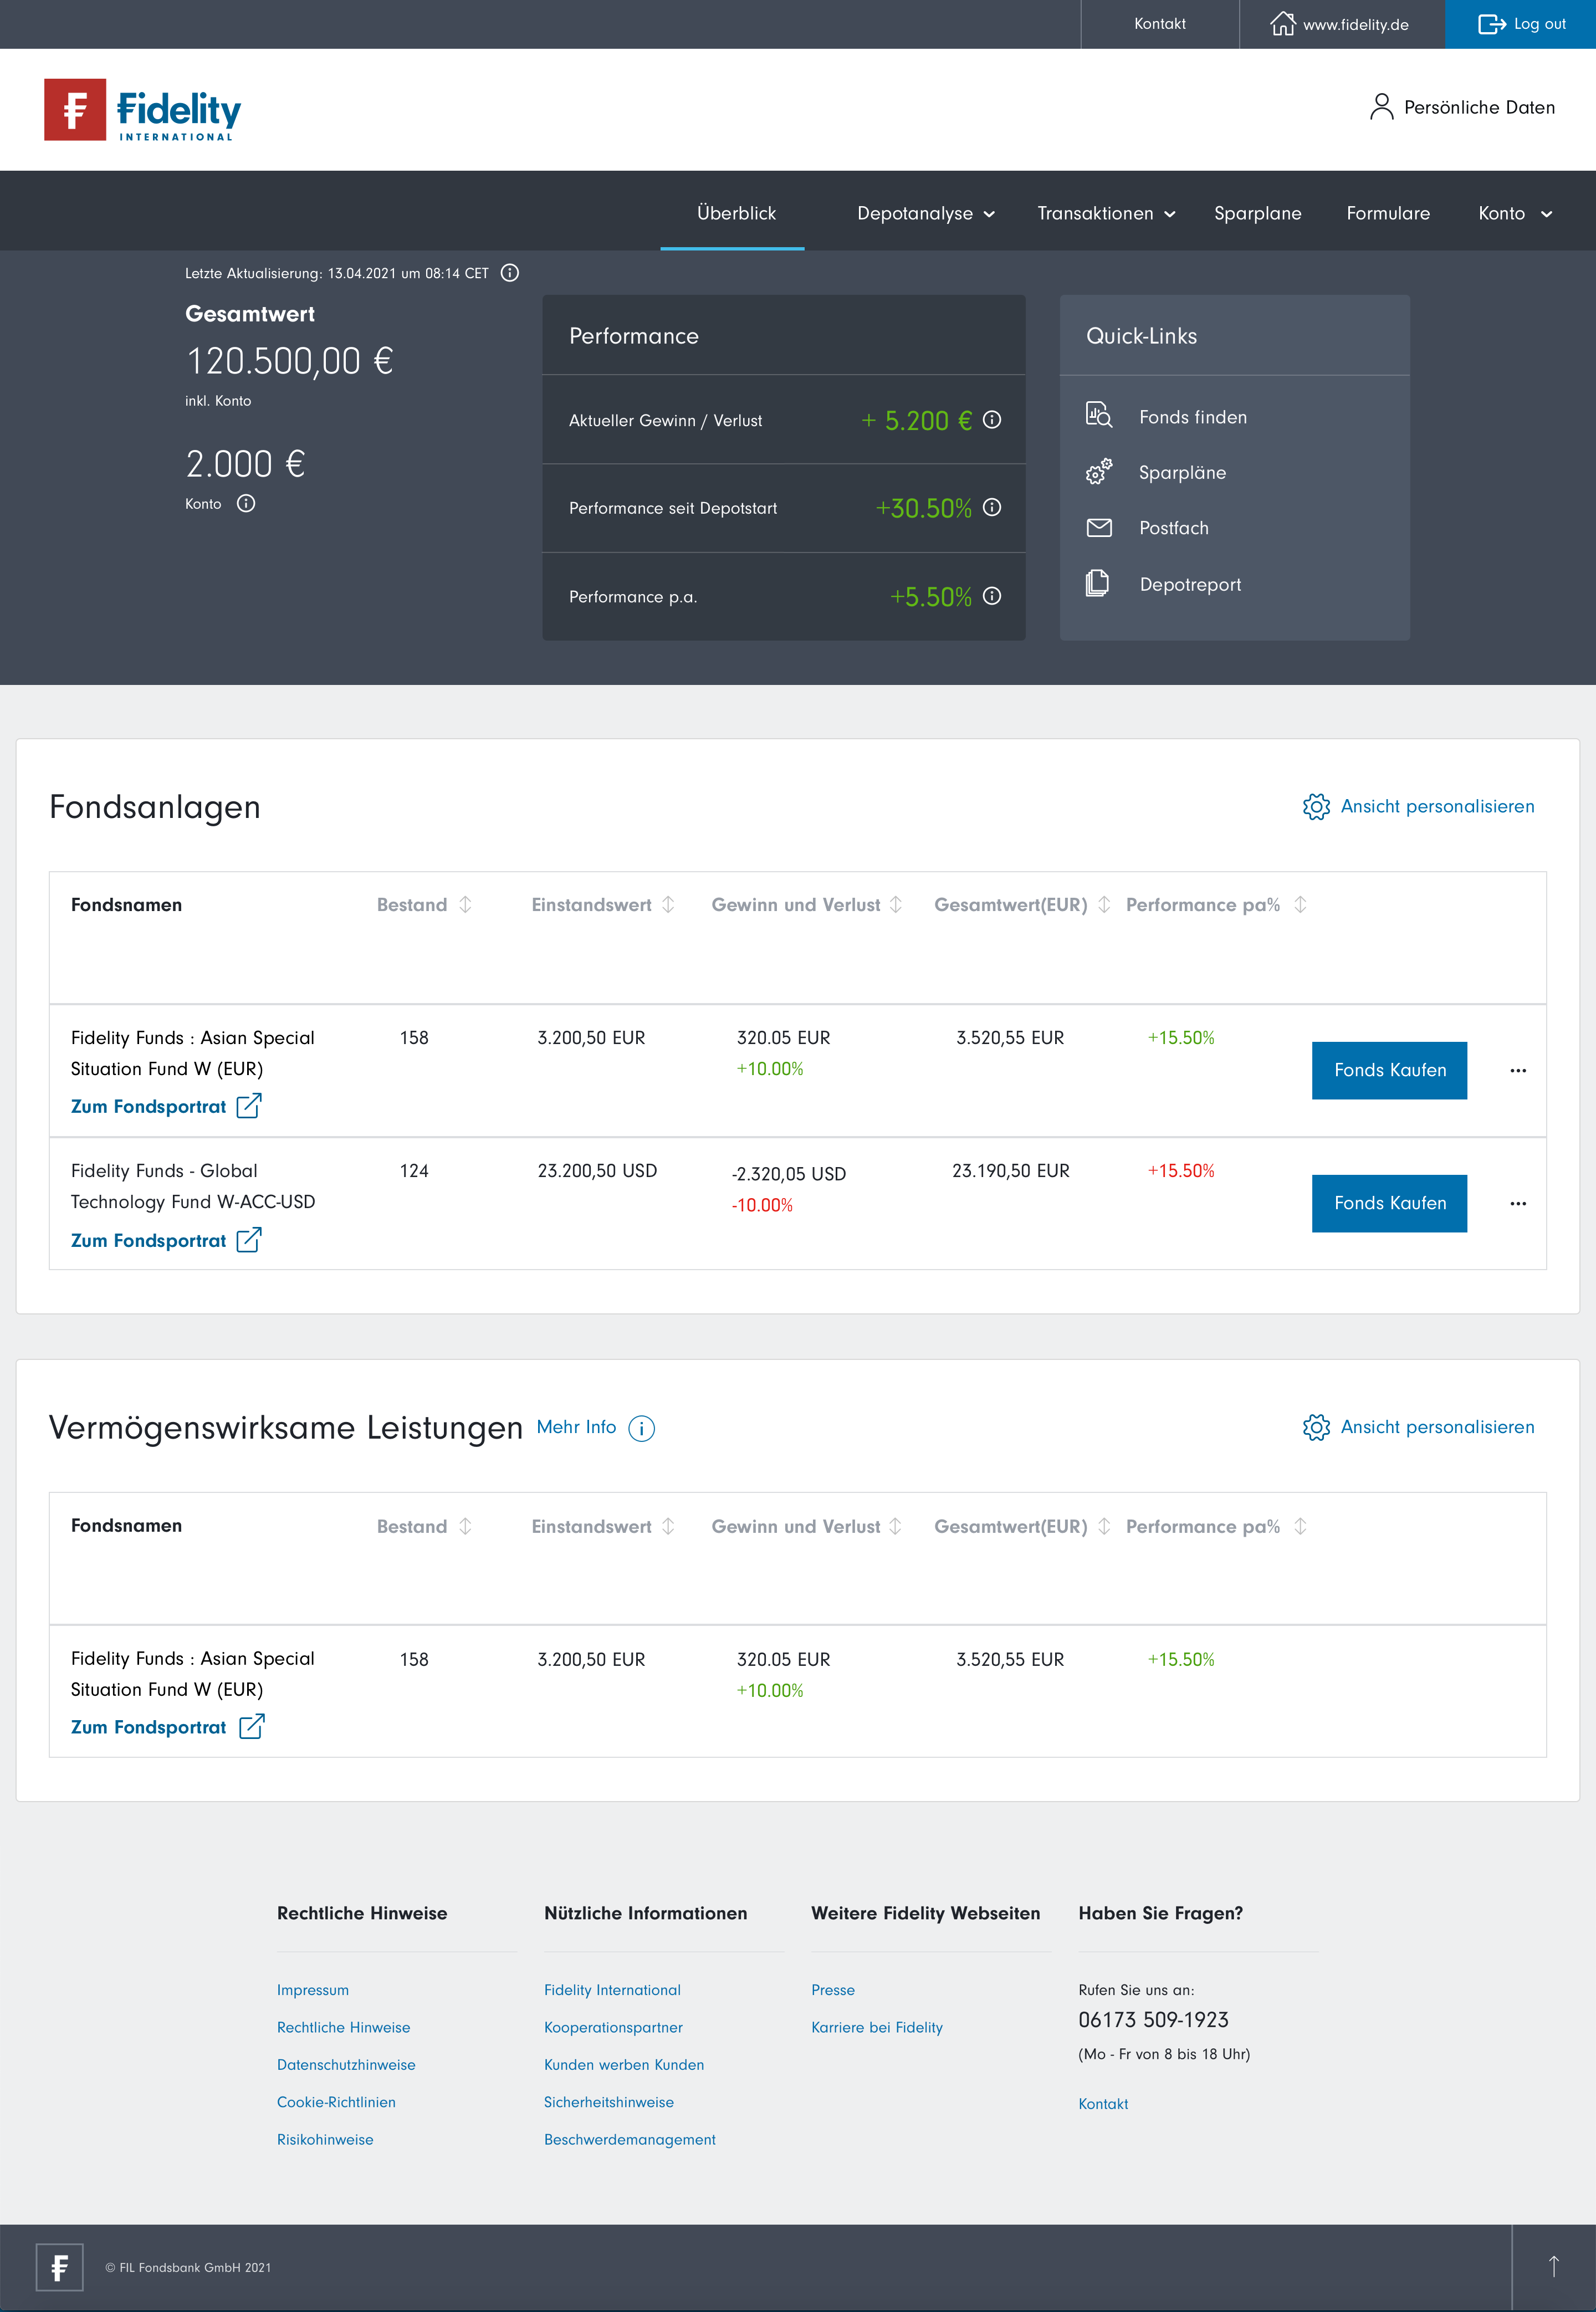 Kontakt
www.fidelity.de
Log out
Fidelity
INTERNATIONAL
Persönliche Daten
Überblick
Depotanalyse
Transaktionen
Sparplane
Formulare
Konto
Letzte Aktualisierung: 13.04.2021 um 08:14 CET
Gesamtwert
120.500,00 €
inkl. Konto
2.000 €
Konto
Performance
Aktueller Gewinn / Verlust + 5.200 €
Performance seit Depotstart +30.50%
Performance p.a. +5.50%
Quick-Links
Fonds finden
Sparpläne
Postfach
Depotreport
Fondsanlagen
Ansicht personalisieren
Fondsnamen Bestand Einstandswert Gewinn und Verlust Gesamtwert(EUR) Performance pa%
Fidelity Funds : Asian Special 158 3.200,50 EUR 320.05 EUR 3.520,55 EUR +15.50%
Situation Fund W (EUR) +10.00% Fonds Kaufen
Zum Fondsportrat
Fidelity Funds - Global 124 23.200,50 USD -2.320,05 USD 23.190,50 EUR +15.50%
Technology Fund W-ACC-USD -10.00% Fonds Kaufen
Zum Fondsportrat
Vermögenswirksame Leistungen Mehr Info
Ansicht personalisieren
Fondsnamen Bestand Einstandswert Gewinn und Verlust Gesamtwert(EUR) Performance pa%
Fidelity Funds : Asian Special 158 3.200,50 EUR 320.05 EUR 3.520,55 EUR +15.50%
Situation Fund W (EUR) +10.00%
Zum Fondsportrat
Rechtliche Hinweise
Impressum
Rechtliche Hinweise
Datenschutzhinweise
Cookie-Richtlinien
Risikohinweise
Nützliche Informationen
Fidelity International
Kooperationspartner
Kunden werben Kunden
Sicherheitshinweise
Beschwerdemanagement
Weitere Fidelity Webseiten
Presse
Karriere bei Fidelity
Haben Sie Fragen?
Rufen Sie uns an:
06173 509-1923
(Mo - Fr von 8 bis 18 Uhr)
Kontakt
© FIL Fondsbank GmbH 2021